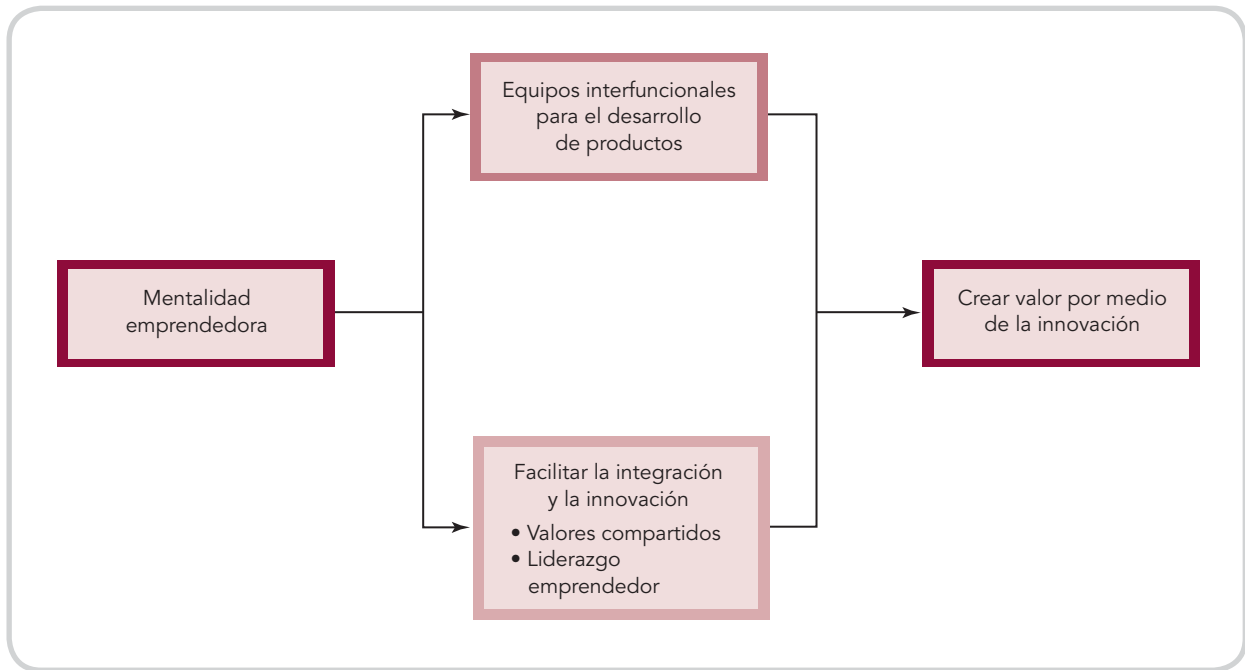 Equipos interfuncionales
para el desarrollo
de productos
Mentalidad
emprendedora
Crear valor por medio
de la innovación
Facilitar la integración
y la innovación
• Valores compartidos
• Liderazgo
emprendedor